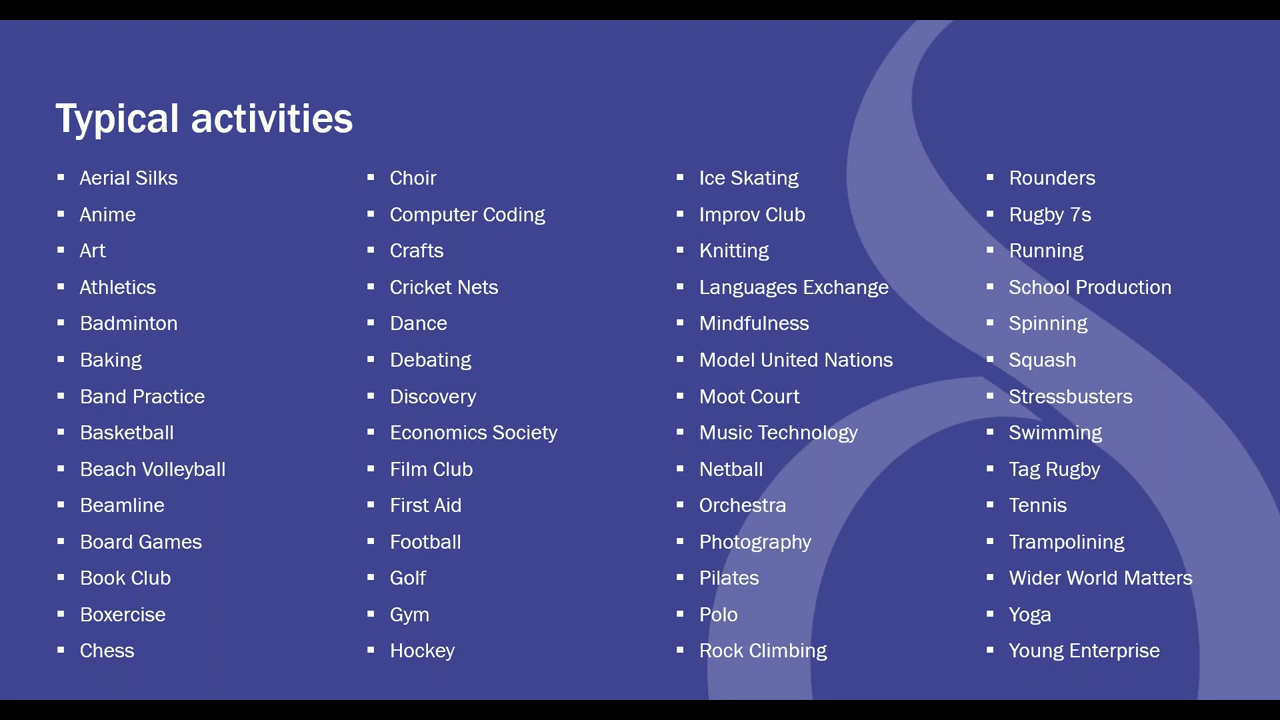 Typical activities
Aerial Silks
Anime
Art
Athletics
Badminton
Baking
Band Practice
Basketball
Beach Volleyball
Beamline
Board Games
Book Club
Boxercise
Chess
Choir
Computer Coding
Crafts
Cricket Nets
Dance
Debating
Discovery
Economics Society
Film Club
First Aid
Football
Golf
Gym
Hockey
Ice Skating
Improv Club
Knitting
Languages Exchange
Mindfulness
Model United Nations
Moot Court
Music Technology
Netball
Orchestra
Photography
Pilates
Polo
Rock Climbing
Rounders
Rugby 7s
Running
School Production
Spinning
Squash
Stressbusters
Swimming
Tag Rugby
Tennis
Trampolining
Wider World Matters
Yoga
Young Enterprise